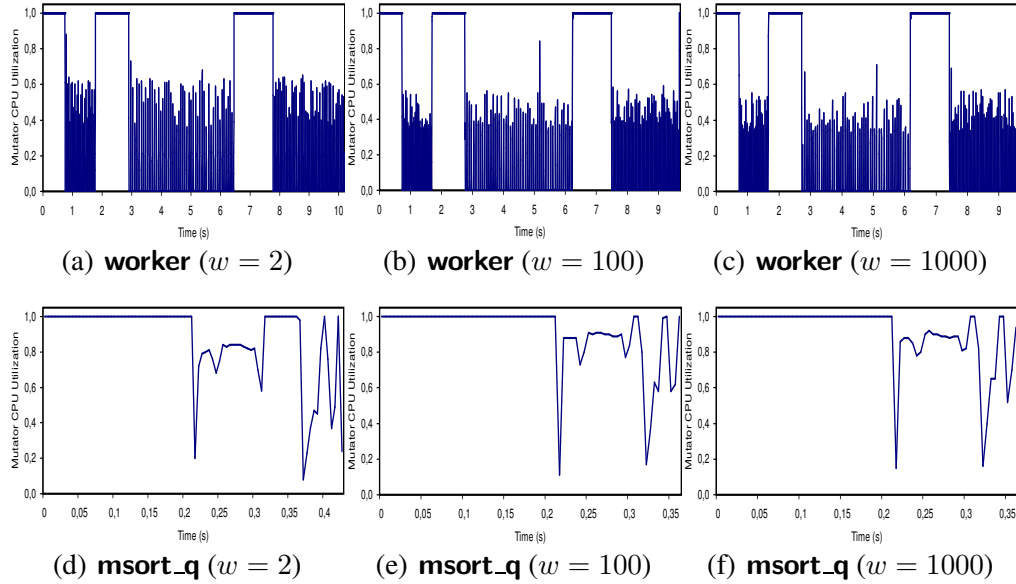 Mutator CPU Utilization
1,0
0,8
0,6
0,4
0,2
0,0
0 1 2 3 4 5 6 7 8 9 10
Time (s)
(a) worker (w = 2)
Mutator CPU Utilization
1,0
0,8
0,6
0,4
0,2
0,0
0 1 2 3 4 5 6 7 8 9
Time (s)
(b) worker (w = 100)
Mutator CPU Utilization
1,0
0,8
0,6
0,4
0,2
0,0
0 1 2 3 4 5 6 7 8 9
Time (s)
(c) worker (w = 1000)
Mutator CPU Utilization
1,0
0,8
0,6
0,4
0,2
0,0
0 0,05 0,1 0,15 0,2 0,25 0,3 0,35 0,4
Time (s)
(d) msort_q (w = 2)
Mutator CPU Utilization
1,0
0,8
0,6
0,4
0,2
0,0
0 0,05 0,1 0,15 0,2 0,25 0,3 0,35
Time (s)
(e) msort_q (w = 100)
Mutator CPU Utilization
1,0
0,8
0,6
0,4
0,2
0,0
0 0,05 0,1 0,15 0,2 0,25 0,3 0,35
Time (s)
(f) msort_q (w = 1000)